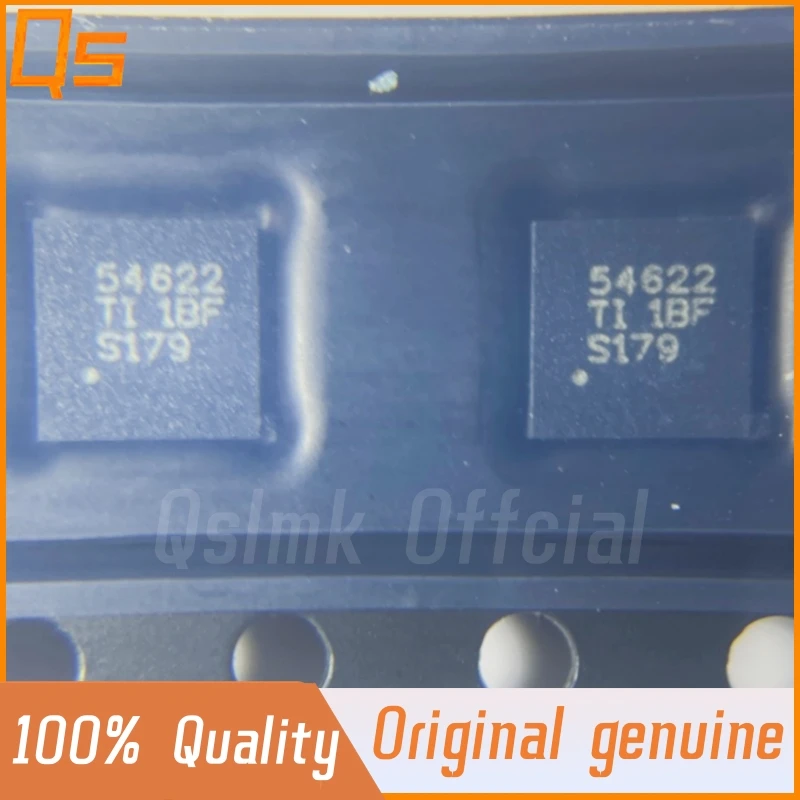 Qs
54622
TI 1BF
S179
54622
TI 1BF
S179
Qslmk Offcial
100% Quality
Original genuine